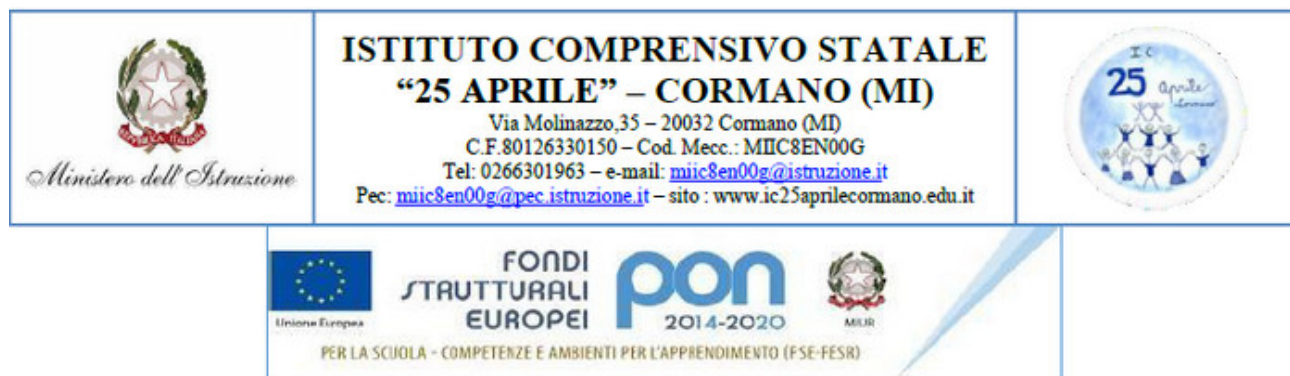 Ministero dell' Istruzione
ISTITUTO COMPRENSIVO STATALE
“25 APRILE” – CORMANO (MI)
Via Molinazzo,35 – 20032 Cormano (MI)
C.F.80126330150 – Cod. Mecc.: MIIC8EN00G
Tel: 0266301963 – e-mail: miic8en00g@istruzione.it
Pec: miic8en00g@pec.istruzione.it – sito : www.ic25aprilecormano.edu.it
I C
25 aprile
Cormano
Unione Europea
FONDI
STRUTTURALI
EUROPEI
pon
2014-2020
MIUR
PER LA SCUOLA - COMPETENZE E AMBIENTI PER L'APPRENDIMENTO (FSE-FESR)